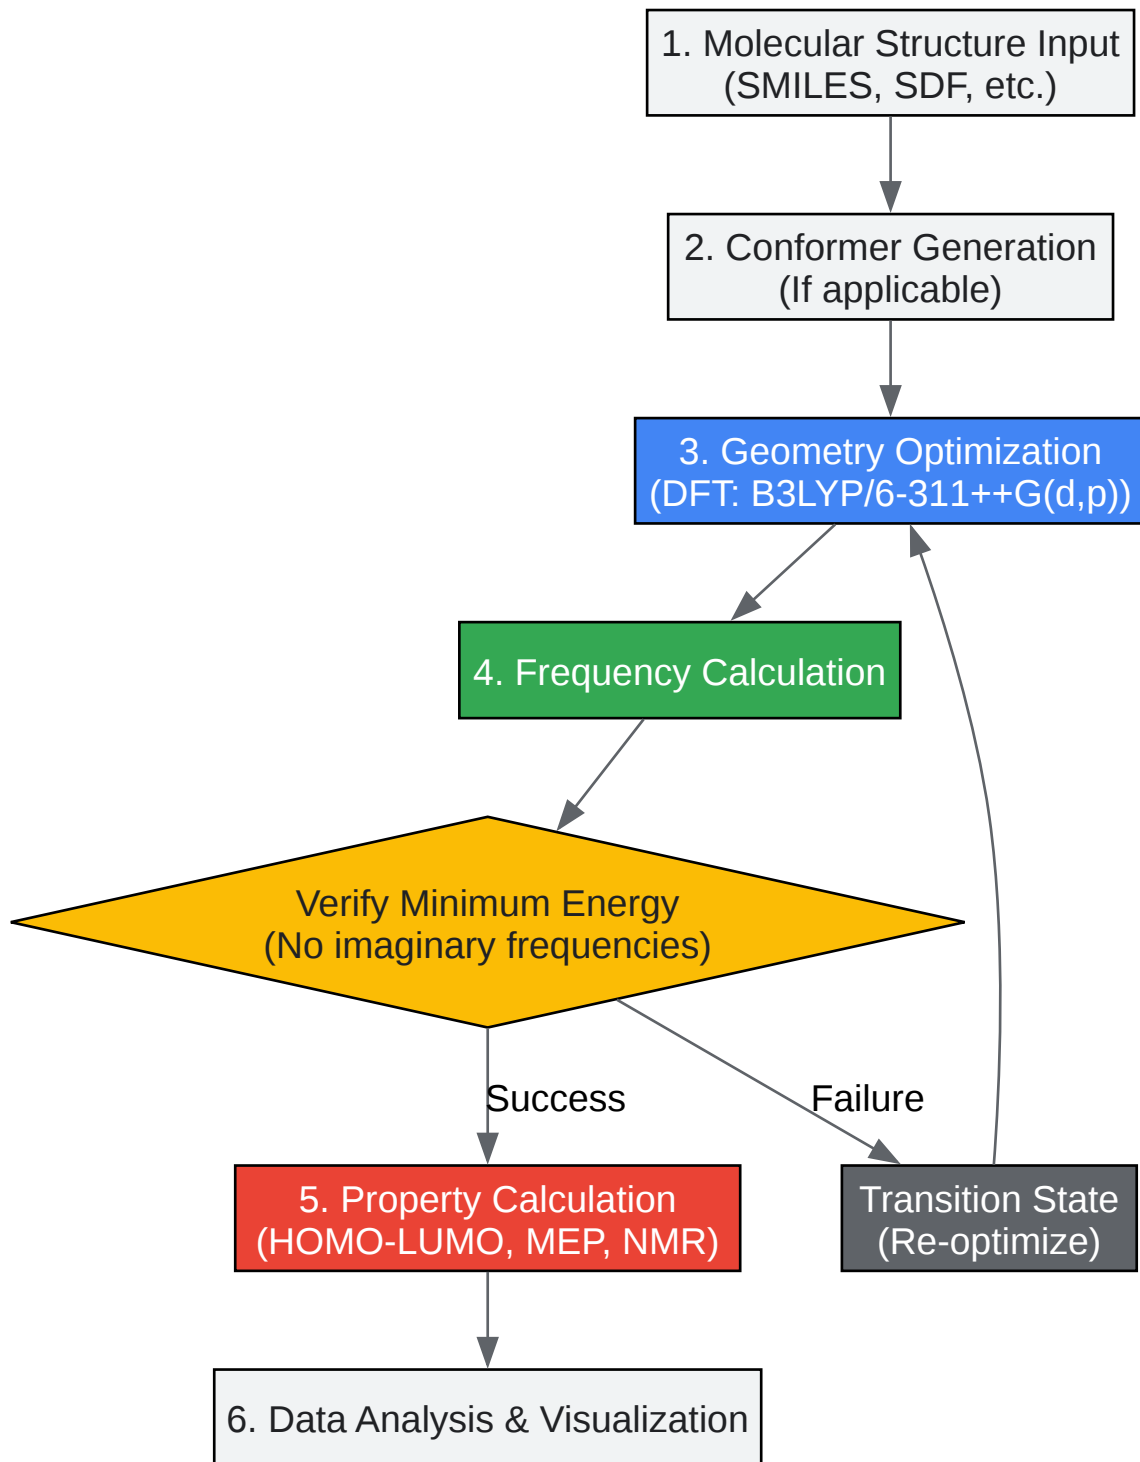 1. Molecular Structure Input
(SMILES, SDF, etc.)
2. Conformer Generation
(If applicable)
3. Geometry Optimization
(DFT: B3LYP/6-311++G(d,p))
4. Frequency Calculation
Verify Minimum Energy
(No imaginary frequencies)
Success
Failure
5. Property Calculation
(HOMO-LUMO, MEP, NMR)
Transition State
(Re-optimize)
6. Data Analysis & Visualization